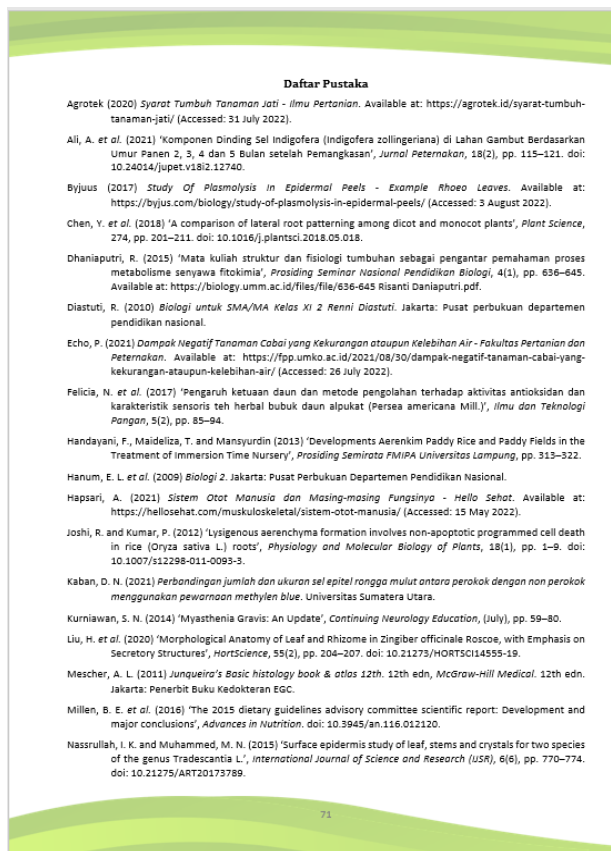 Daftar Pustaka
Agrotek (2020) Syarat Tumbuh Tanaman Jati - Ilmu Pertanian. Available at: https://agrotek.id/syarat-tumbuh-
tanaman-jati/ (Accessed: 31 July 2022).
Ali, A. et al. (2021) ‘Komponen Dinding Sel Indigofera (Indigofera zollingeriana) di Lahan Gambut Berdasarkan
Umur Panen 2, 3, 4 dan 5 Bulan setelah Pemangkasan’, Jurnal Peternakan, 18(2), pp. 115–121. doi:
10.24014/jupet.v18i2.12740.
Byjuus (2017) Study Of Plasmolysis In Epidermal Peels - Example Rhoeo Leaves. Available at:
https://byjus.com/biology/study-of-plasmolysis-in-epidermal-peels/ (Accessed: 3 August 2022).
Chen, Y. et al. (2018) ‘A comparison of lateral root patterning among dicot and monocot plants’, Plant Science,
274, pp. 201–211. doi: 10.1016/j.plantsci.2018.05.018.
Dhaniaputri, R. (2015) ‘Mata kuliah struktur dan fisiologi tumbuhan sebagai pengantar pemahaman proses
metabolisme senyawa fitokimia’, Prosiding Seminar Nasional Pendidikan Biologi, 4(1), pp. 636–645.
Available at: https://biology.umm.ac.id/files/file/636-645 Risanti Daniaputri.pdf.
Diastuti, R. (2010) Biologi untuk SMA/MA Kelas XI 2 Renni Diastuti. Jakarta: Pusat perbukuan departemen
pendidikan nasional.
Echo, P. (2021) Dampak Negatif Tanaman Cabai yang Kekurangan ataupun Kelebihan Air - Fakultas Pertanian dan
Peternakan. Available at: https://fpp.umko.ac.id/2021/08/30/dampak-negatif-tanaman-cabai-yang-
kekurangan-ataupun-kelebihan-air/ (Accessed: 26 July 2022).
Felicia, N. et al. (2017) ‘Pengaruh ketuaan daun dan metode pengolahan terhadap aktivitas antioksidan dan
karakteristik sensoris teh herbal bubuk daun alpukat (Persea americana Mill.)’, Ilmu dan Teknologi
Pangan, 5(2), pp. 85–94.
Handayani, F., Maideliza, T. and Mansyurdin (2013) ‘Developments Aerenkim Paddy Rice and Paddy Fields in the
Treatment of Immersion Time Nursery’, Prosiding Semirata FMIPA Universitas Lampung, pp. 313–322.
Hanum, E. L. et al. (2009) Biologi 2. Jakarta: Pusat Perbukuan Departemen Pendidikan Nasional.
Hapsari, A. (2021) Sistem Otot Manusia dan Masing-masing Fungsinya - Hello Sehat. Available at:
https://hellosehat.com/muskuloskeletal/sistem-otot-manusia/ (Accessed: 15 May 2022).
Joshi, R. and Kumar, P. (2012) ‘Lysigenous aerenchyma formation involves non-apoptotic programmed cell death
in rice (Oryza sativa L.) roots’, Physiology and Molecular Biology of Plants, 18(1), pp. 1–9. doi:
10.1007/s12298-011-0093-3.
Kaban, D. N. (2021) Perbandingan jumlah dan ukuran sel epitel rongga mulut antara perokok dengan non perokok
menggunakan pewarnaan methylen blue. Universitas Sumatera Utara.
Kurniawan, S. N. (2014) ‘Myasthenia Gravis: An Update’, Continuing Neurology Education, (July), pp. 59–80.
Liu, H. et al. (2020) ‘Morphological Anatomy of Leaf and Rhizome in Zingiber officinale Roscoe, with Emphasis on
Secretory Structures’, HortScience, 55(2), pp. 204–207. doi: 10.21273/HORTSCI14555-19.
Mescher, A. L. (2011) Junqueira’s Basic histology book & atlas 12th. 12th edn, McGraw-Hill Medical. 12th edn.
Jakarta: Penerbit Buku Kedokteran EGC.
Millen, B. E. et al. (2016) ‘The 2015 dietary guidelines advisory committee scientific report: Development and
major conclusions’, Advances in Nutrition. doi: 10.3945/an.116.012120.
Nassrullah, I. K. and Muhammed, M. N. (2015) ‘Surface epidermis study of leaf, stems and crystals for two species
of the genus Tradescantia L.’, International Journal of Science and Research (IJSR), 6(6), pp. 770–774.
doi: 10.21275/ART20173789.
71